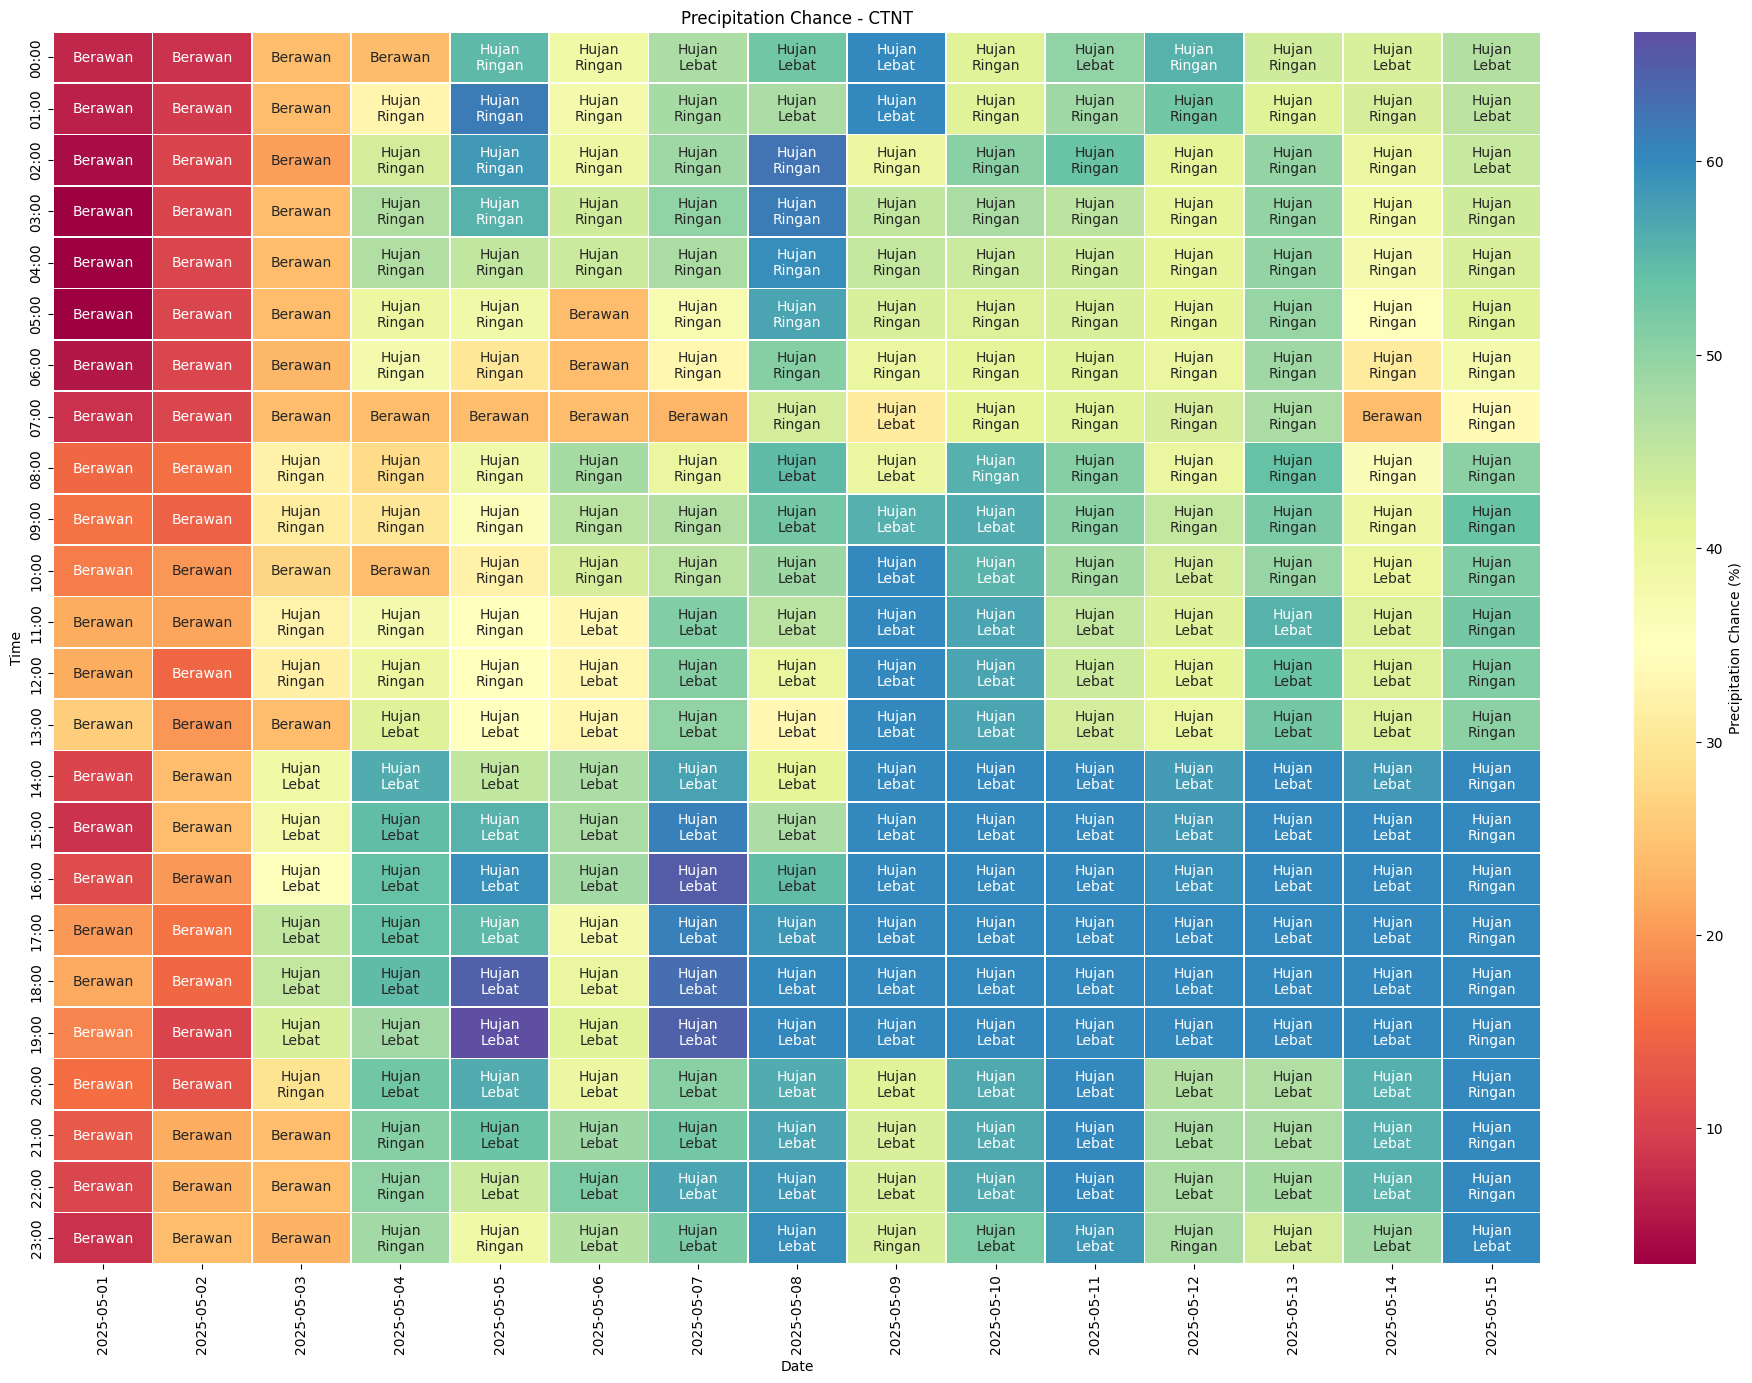 Precipitation Chance - CTNT
00:00 Berawan Berawan Berawan Berawan Hujan Ringan Hujan Ringan Hujan Lebat Hujan Lebat Hujan Lebat Hujan Ringan Hujan Lebat Hujan Ringan Hujan Ringan Hujan Lebat Hujan Lebat
01:00 Berawan Berawan Berawan Hujan Ringan Hujan Ringan Hujan Ringan Hujan Ringan Hujan Lebat Hujan Lebat Hujan Ringan Hujan Ringan Hujan Ringan Hujan Ringan Hujan Ringan Hujan Lebat
02:00 Berawan Berawan Berawan Hujan Ringan Hujan Ringan Hujan Ringan Hujan Ringan Hujan Ringan Hujan Ringan Hujan Ringan Hujan Ringan Hujan Ringan Hujan Ringan Hujan Ringan Hujan Lebat
03:00 Berawan Berawan Berawan Hujan Ringan Hujan Ringan Hujan Ringan Hujan Ringan Hujan Ringan Hujan Ringan Hujan Ringan Hujan Ringan Hujan Ringan Hujan Ringan Hujan Ringan Hujan Ringan
04:00 Berawan Berawan Berawan Hujan Ringan Hujan Ringan Hujan Ringan Hujan Ringan Hujan Ringan Hujan Ringan Hujan Ringan Hujan Ringan Hujan Ringan Hujan Ringan Hujan Ringan Hujan Ringan
05:00 Berawan Berawan Berawan Hujan Ringan Hujan Ringan Berawan Hujan Ringan Hujan Ringan Hujan Ringan Hujan Ringan Hujan Ringan Hujan Ringan Hujan Ringan Hujan Ringan Hujan Ringan
06:00 Berawan Berawan Berawan Hujan Ringan Hujan Ringan Berawan Hujan Ringan Hujan Ringan Hujan Ringan Hujan Ringan Hujan Ringan Hujan Ringan Hujan Ringan Hujan Ringan Hujan Ringan
07:00 Berawan Berawan Berawan Berawan Berawan Berawan Berawan Hujan Ringan Hujan Lebat Hujan Ringan Hujan Ringan Hujan Ringan Hujan Ringan Berawan Hujan Ringan
08:00 Berawan Berawan Hujan Ringan Hujan Ringan Hujan Ringan Hujan Ringan Hujan Ringan Hujan Lebat Hujan Lebat Hujan Ringan Hujan Ringan Hujan Ringan Hujan Ringan Hujan Ringan Hujan Ringan
09:00 Berawan Berawan Hujan Ringan Hujan Ringan Hujan Ringan Hujan Ringan Hujan Ringan Hujan Lebat Hujan Lebat Hujan Lebat Hujan Ringan Hujan Ringan Hujan Ringan Hujan Ringan Hujan Ringan
10:00 Berawan Berawan Berawan Berawan Hujan Ringan Hujan Ringan Hujan Ringan Hujan Lebat Hujan Lebat Hujan Lebat Hujan Ringan Hujan Lebat Hujan Ringan Hujan Lebat Hujan Ringan
11:00 Berawan Berawan Hujan Ringan Hujan Ringan Hujan Ringan Hujan Lebat Hujan Lebat Hujan Lebat Hujan Lebat Hujan Lebat Hujan Lebat Hujan Lebat Hujan Lebat Hujan Lebat Hujan Ringan
12:00 Berawan Berawan Hujan Ringan Hujan Ringan Hujan Ringan Hujan Lebat Hujan Lebat Hujan Lebat Hujan Lebat Hujan Lebat Hujan Lebat Hujan Lebat Hujan Lebat Hujan Lebat Hujan Ringan
13:00 Berawan Berawan Berawan Hujan Lebat Hujan Lebat Hujan Lebat Hujan Lebat Hujan Lebat Hujan Lebat Hujan Lebat Hujan Lebat Hujan Lebat Hujan Lebat Hujan Lebat Hujan Ringan
14:00 Berawan Berawan Hujan Lebat Hujan Lebat Hujan Lebat Hujan Lebat Hujan Lebat Hujan Lebat Hujan Lebat Hujan Lebat Hujan Lebat Hujan Lebat Hujan Lebat Hujan Lebat Hujan Ringan
15:00 Berawan Berawan Hujan Lebat Hujan Lebat Hujan Lebat Hujan Lebat Hujan Lebat Hujan Lebat Hujan Lebat Hujan Lebat Hujan Lebat Hujan Lebat Hujan Lebat Hujan Lebat Hujan Ringan
16:00 Berawan Berawan Hujan Lebat Hujan Lebat Hujan Lebat Hujan Lebat Hujan Lebat Hujan Lebat Hujan Lebat Hujan Lebat Hujan Lebat Hujan Lebat Hujan Lebat Hujan Lebat Hujan Ringan
17:00 Berawan Berawan Hujan Lebat Hujan Lebat Hujan Lebat Hujan Lebat Hujan Lebat Hujan Lebat Hujan Lebat Hujan Lebat Hujan Lebat Hujan Lebat Hujan Lebat Hujan Lebat Hujan Ringan
18:00 Berawan Berawan Hujan Lebat Hujan Lebat Hujan Lebat Hujan Lebat Hujan Lebat Hujan Lebat Hujan Lebat Hujan Lebat Hujan Lebat Hujan Lebat Hujan Lebat Hujan Lebat Hujan Ringan
19:00 Berawan Berawan Hujan Lebat Hujan Lebat Hujan Lebat Hujan Lebat Hujan Lebat Hujan Lebat Hujan Lebat Hujan Lebat Hujan Lebat Hujan Lebat Hujan Lebat Hujan Lebat Hujan Ringan
20:00 Berawan Berawan Hujan Ringan Hujan Lebat Hujan Lebat Hujan Lebat Hujan Lebat Hujan Lebat Hujan Lebat Hujan Lebat Hujan Lebat Hujan Lebat Hujan Lebat Hujan Lebat Hujan Ringan
21:00 Berawan Berawan Berawan Hujan Ringan Hujan Lebat Hujan Lebat Hujan Lebat Hujan Lebat Hujan Lebat Hujan Lebat Hujan Lebat Hujan Lebat Hujan Lebat Hujan Lebat Hujan Ringan
22:00 Berawan Berawan Berawan Hujan Ringan Hujan Lebat Hujan Lebat Hujan Lebat Hujan Lebat Hujan Lebat Hujan Lebat Hujan Lebat Hujan Lebat Hujan Lebat Hujan Lebat Hujan Ringan
23:00 Berawan Berawan Berawan Hujan Ringan Hujan Ringan Hujan Lebat Hujan Lebat Hujan Lebat Hujan Ringan Hujan Lebat Hujan Lebat Hujan Ringan Hujan Lebat Hujan Lebat Hujan Lebat
Time
2025-05-01 2025-05-02 2025-05-03 2025-05-04 2025-05-05 2025-05-06 2025-05-07 2025-05-08 2025-05-09 2025-05-10 2025-05-11 2025-05-12 2025-05-13 2025-05-14 2025-05-15
Date
60
50
40
30
20
10
Precipitation Chance (%)